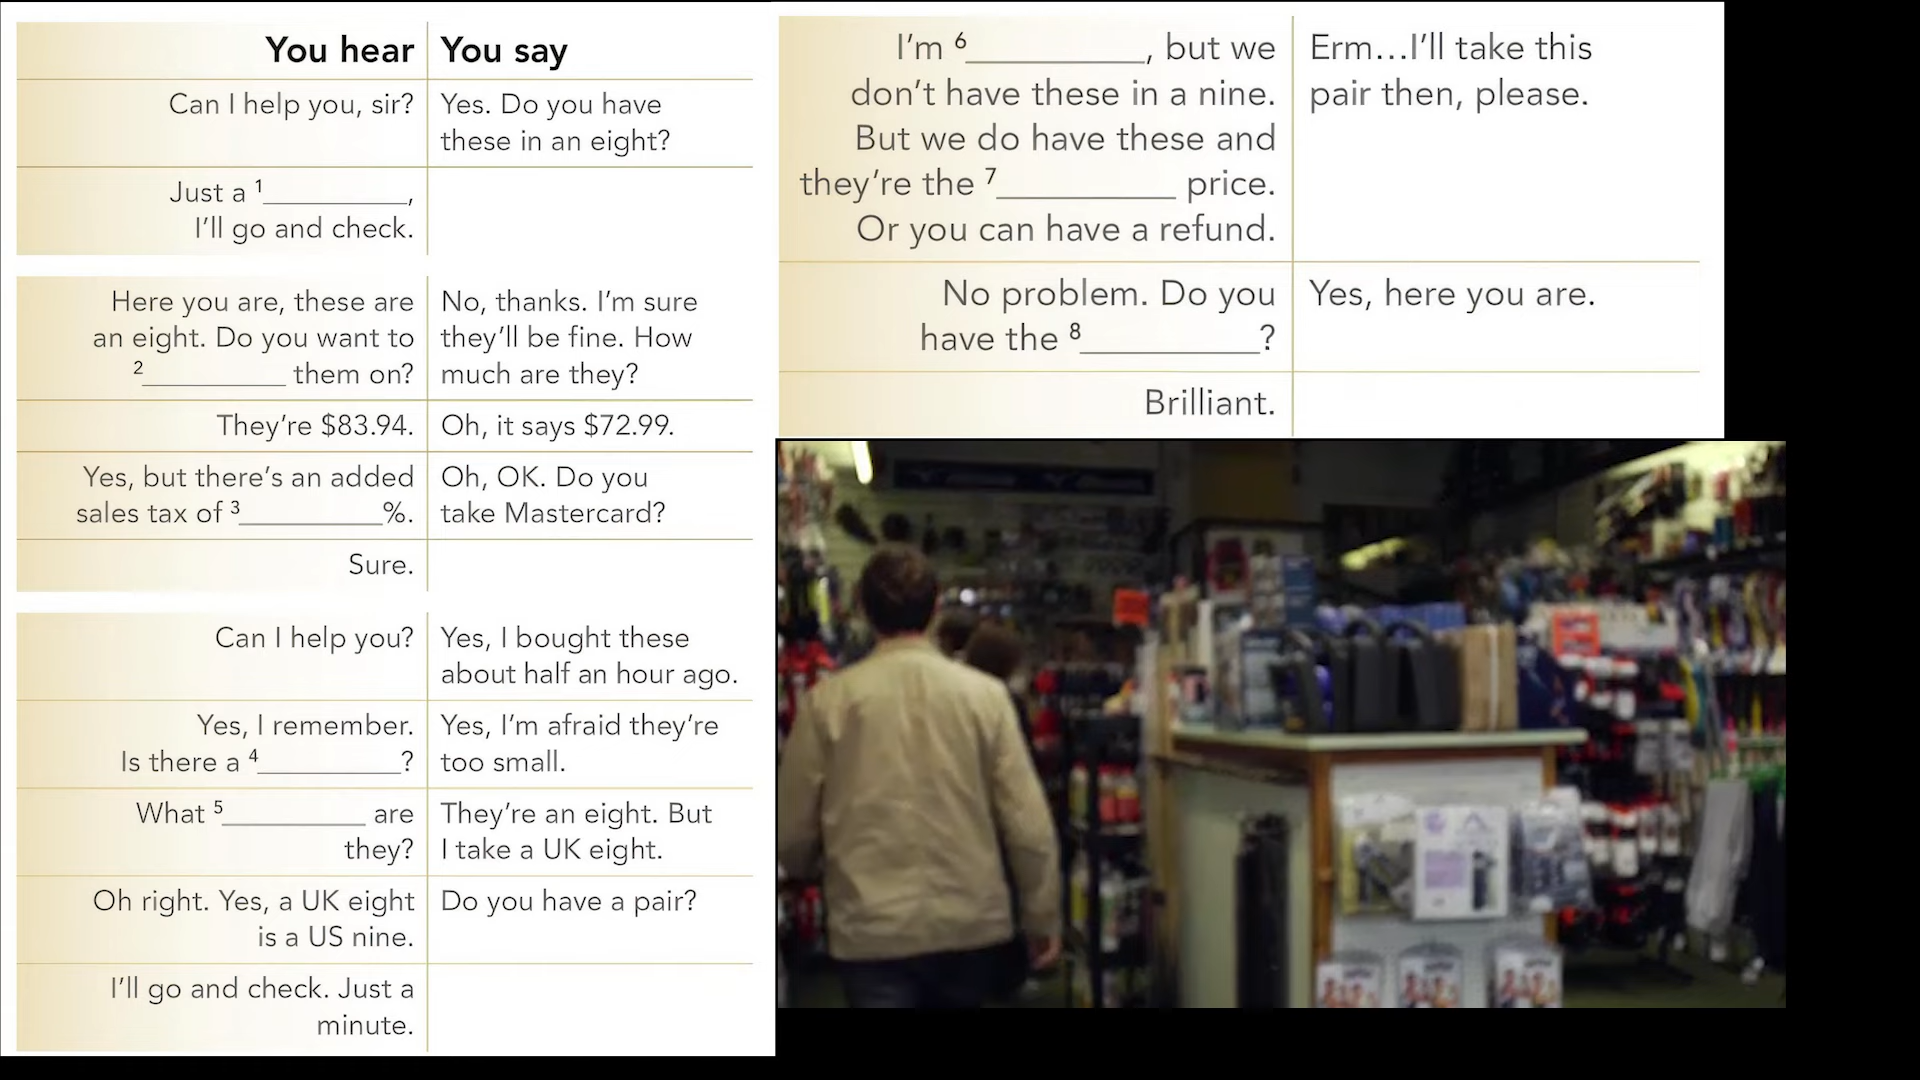 You hear
You say
Can I help you, sir?
Yes. Do you have
these in an eight?
Just a ¹__________,
I'll go and check.
Here you are, these are
an eight. Do you want to
²__________ them on?
No, thanks. I'm sure
they'll be fine. How
much are they?
They're $83.94.
Oh, it says $72.99.
Yes, but there's an added
sales tax of ³__________%.
Oh, OK. Do you
take Mastercard?
Sure.
Can I help you?
Yes, I bought these
about half an hour ago.
Yes, I remember.
Is there a ⁴__________?
Yes, I'm afraid they're
too small.
What ⁵__________ are
they?
They're an eight. But
I take a UK eight.
Oh right. Yes, a UK eight
is a US nine.
Do you have a pair?
I'll go and check. Just a
minute.
I'm ⁶__________, but we
don't have these in a nine.
But we do have these and
they're the ⁷__________ price.
Or you can have a refund.
Erm...I'll take this
pair then, please.
No problem. Do you
have the ⁸__________?
Yes, here you are.
Brilliant.